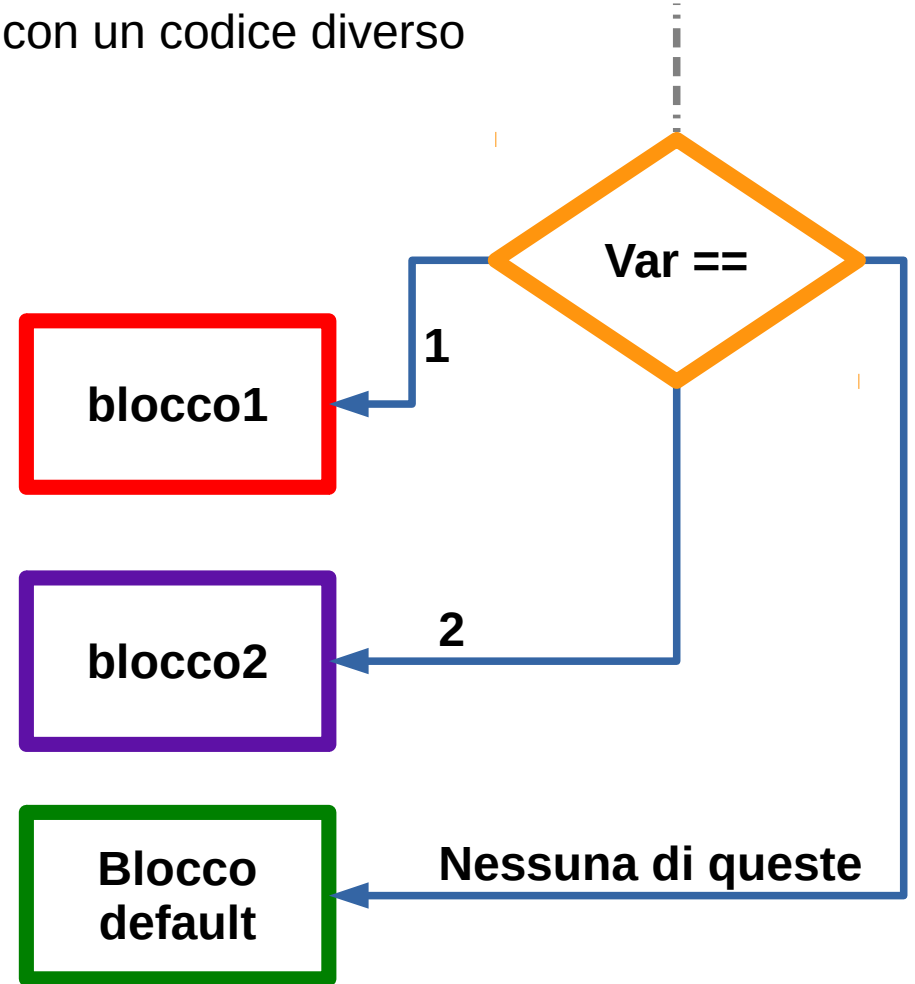 con un codice diverso
Var ==
1
blocco1
2
blocco2
Nessuna di queste
Blocco
default